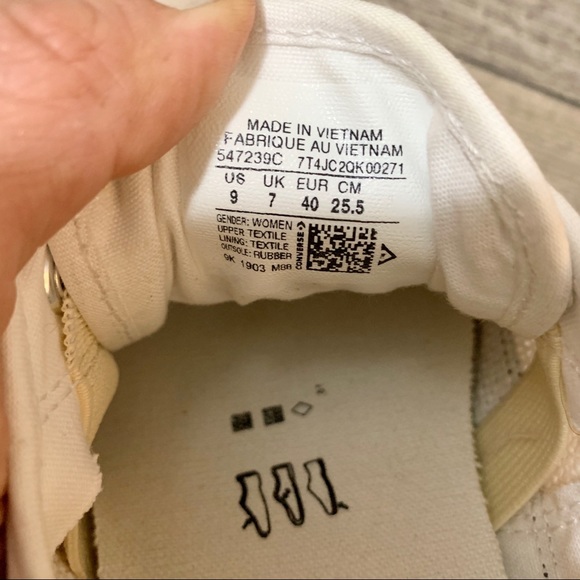 MADE IN VIETNAM
FABRIQUE AU VIETNAM
547239C 7T4JC2QK00271
US UK EUR CM
9 7 40 25.5
GENDER: WOMEN
UPPER TEXTILE
LINING: TEXTILE
OUTSOLE: RUBBER
9K 1903 MBR
CONVERSE